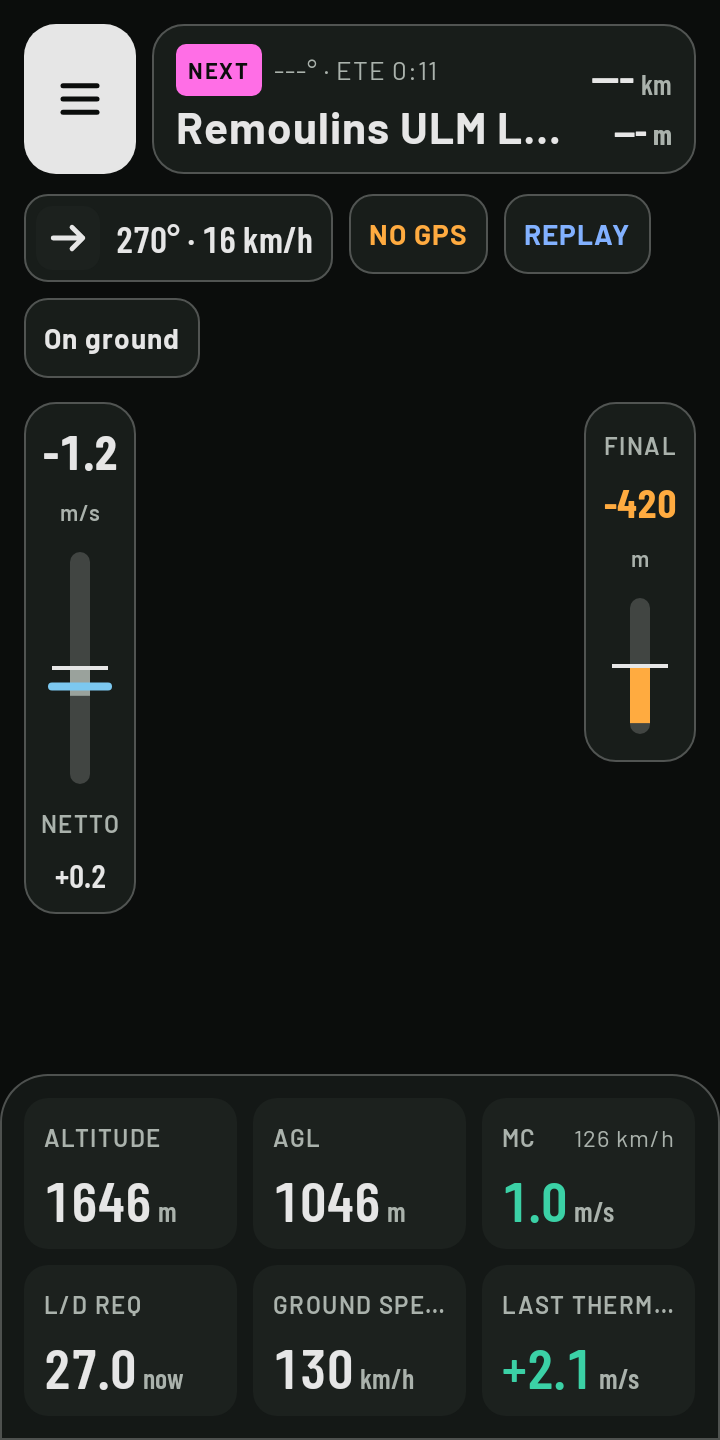 NEXT ---° · ETE 0:11
Remoulins ULM L...
--- km
--- m
270° · 16 km/h
NO GPS
REPLAY
On ground
-1.2
m/s
NETTO
+0.2
FINAL
-420
m
ALTITUDE
1646 m
AGL
1046 m
MC 126 km/h
1.0 m/s
L/D REQ
27.0 now
GROUND SPE...
130 km/h
LAST THERM...
+2.1 m/s